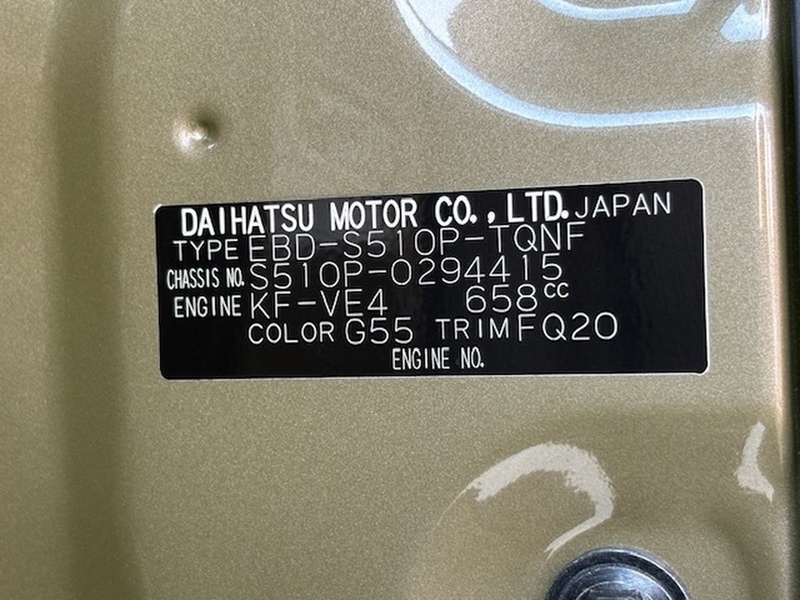 DAIHATSU MOTOR CO., LTD. JAPAN
TYPE EBD-S510P-TQNF
CHASSIS NO. S510P-0294415
ENGINE KF-VE4 658cc
COLOR G55 TRIM FQ20
ENGINE NO.